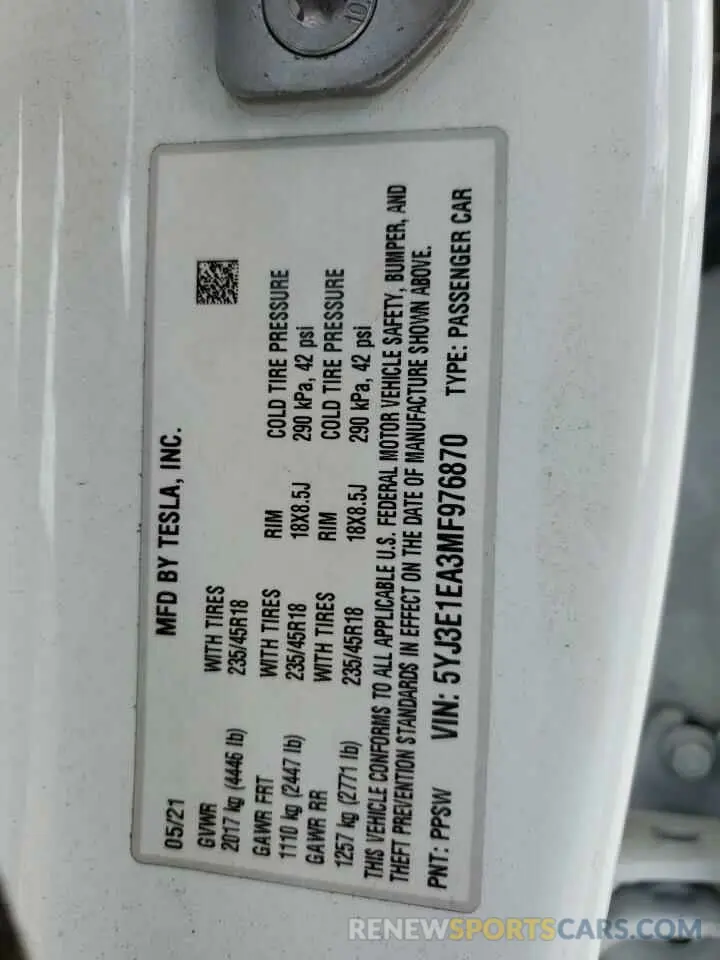 10.
MFD BY TESLA, INC.
05/21
GVWR WITH TIRES
2017 kg (4446 lb) 235/45R18
GAWR FRT WITH TIRES RIM COLD TIRE PRESSURE
1110 kg (2447 lb) 235/45R18 18X8.5J 290 kPa, 42 psi
GAWR RR WITH TIRES RIM COLD TIRE PRESSURE
1257 kg (2771 lb) 235/45R18 18X8.5J 290 kPa, 42 psi
THIS VEHICLE CONFORMS TO ALL APPLICABLE U.S. FEDERAL MOTOR VEHICLE SAFETY, BUMPER, AND
THEFT PREVENTION STANDARDS IN EFFECT ON THE DATE OF MANUFACTURE SHOWN ABOVE.
PNT: PPSW VIN: 5YJ3E1EA3MF976870 TYPE: PASSENGER CAR
RENEWSPORTSCARS.COM